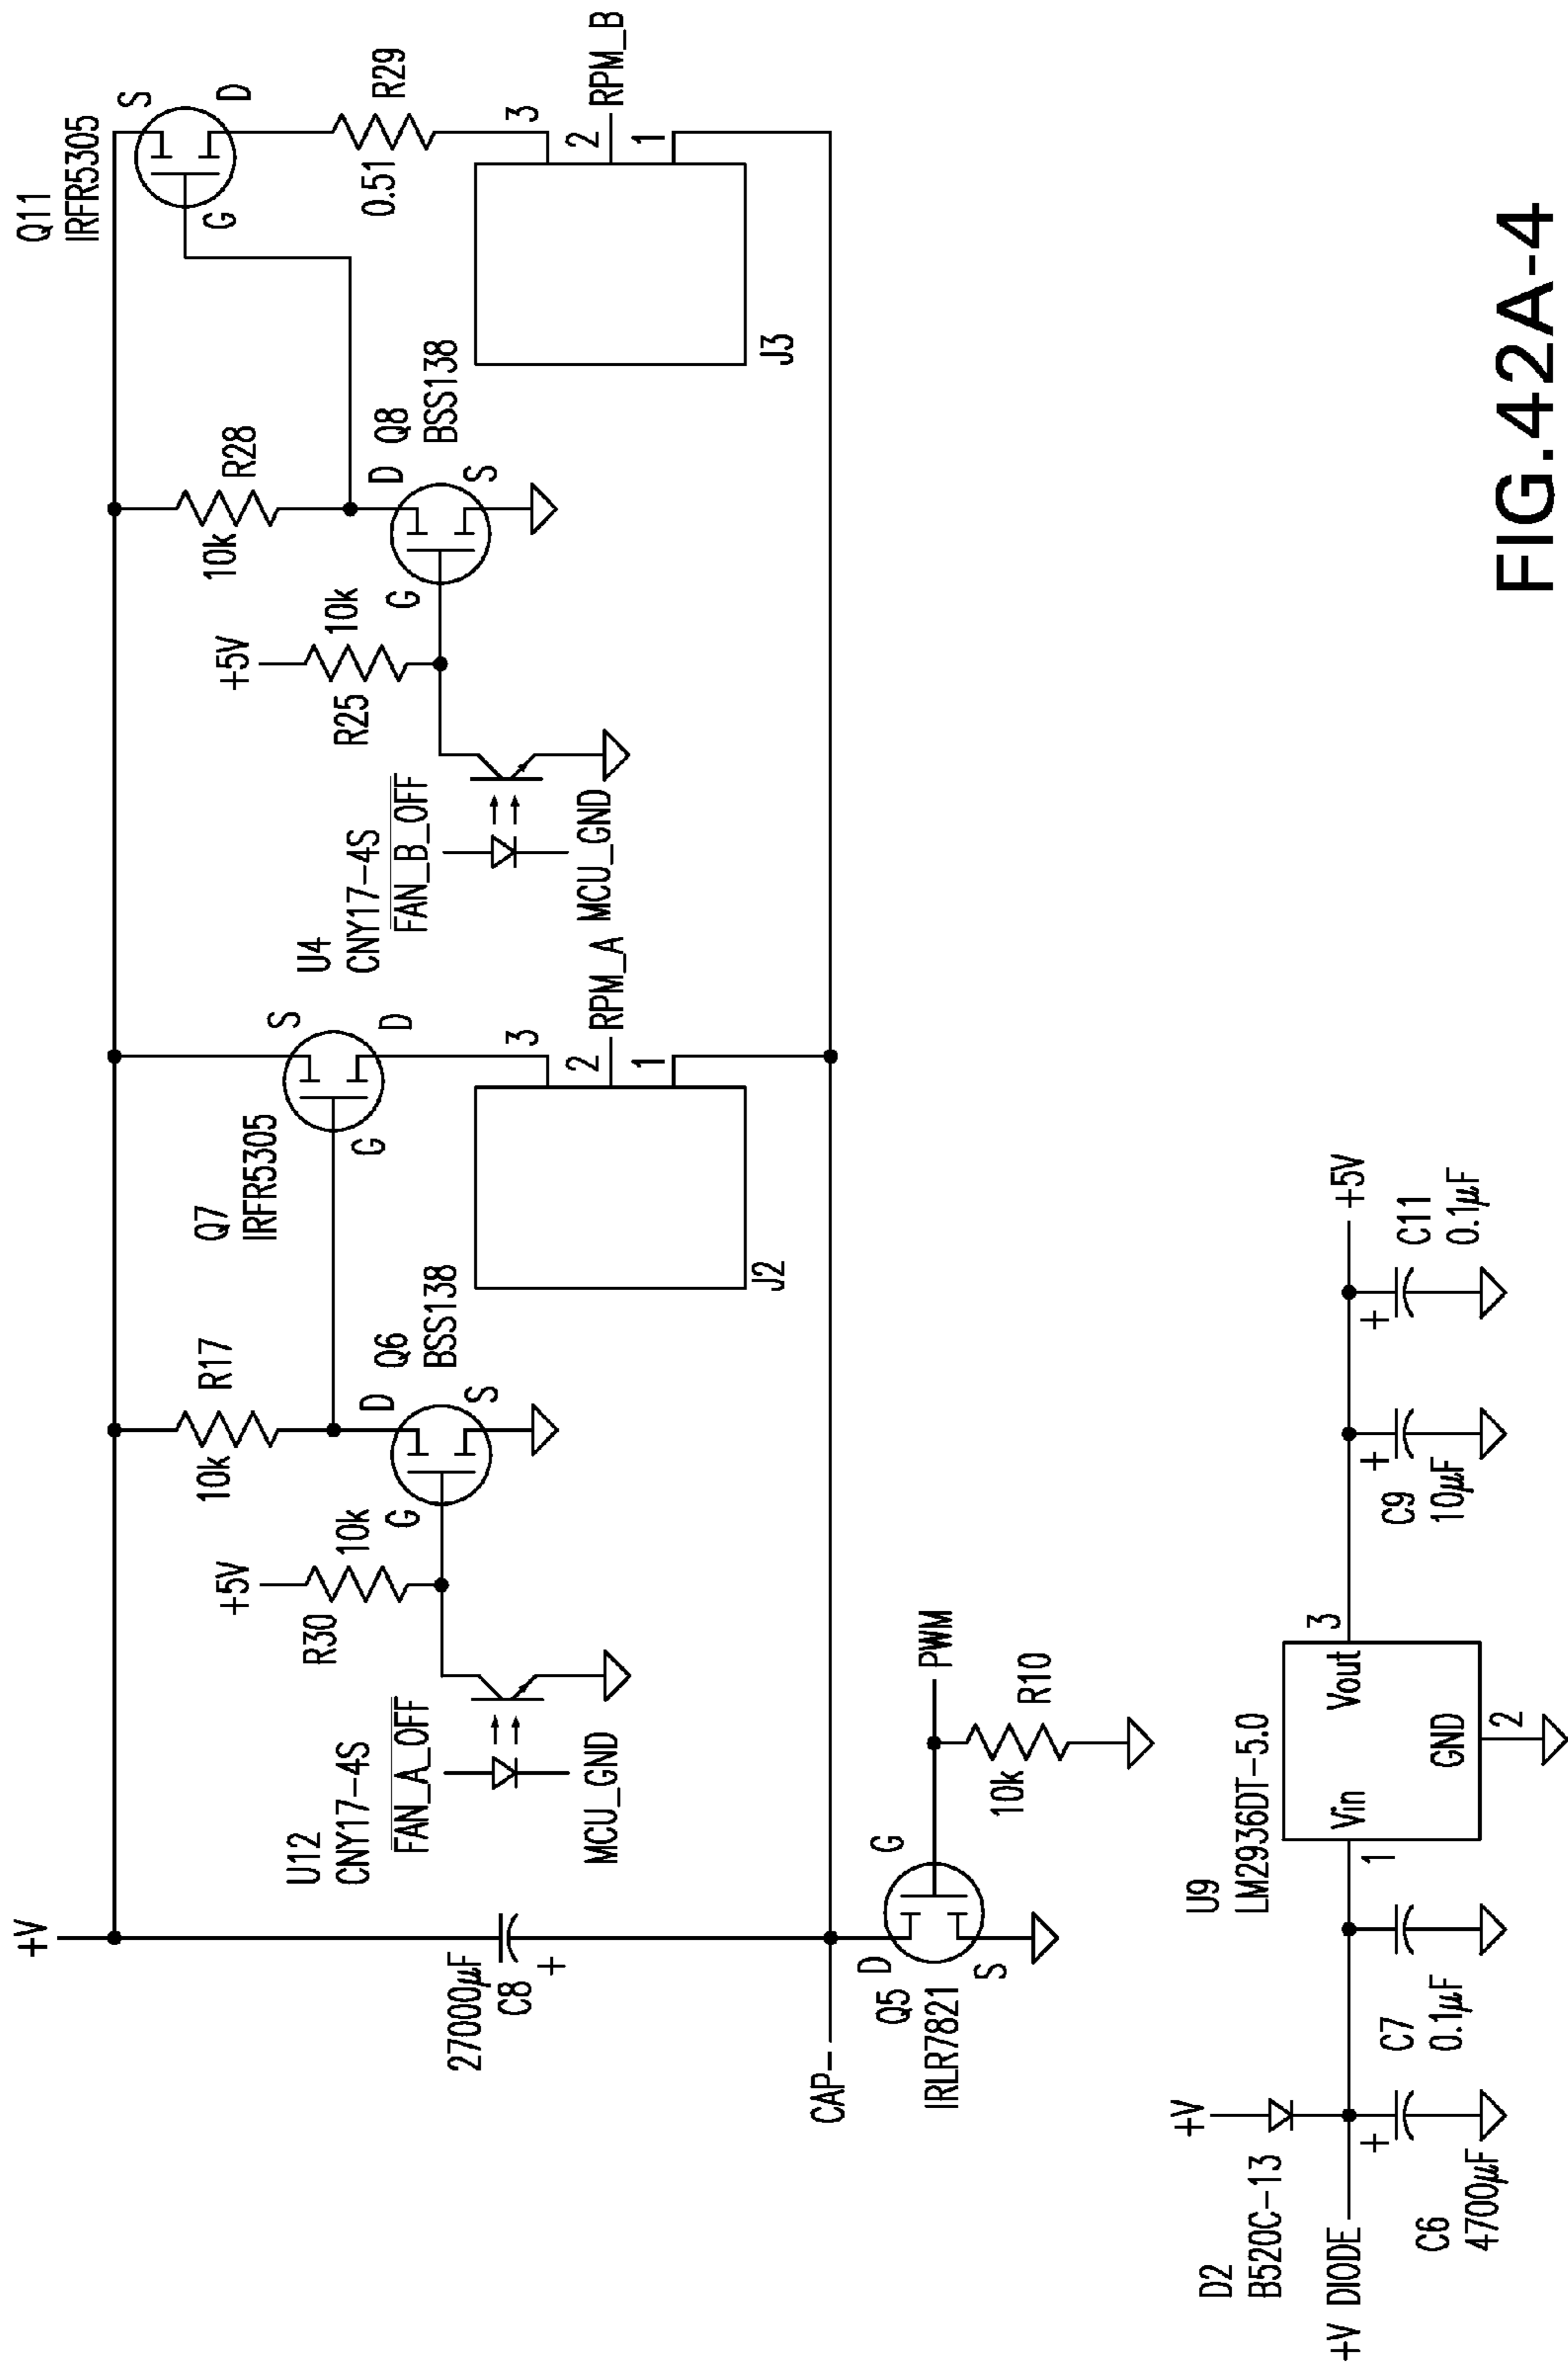 +V
27000µF
C8
+
CAP-
U12
CNY17-4S
FAN_A_OFF
MCU_GND
+5V
R30
10k
R17
10k
Q6
BSS138
D
G
S
Q7
IRFR5305
S
D
G
3
2
1
RPM_A
J2
U4
CNY17-4S
FAN_B_OFF
MCU_GND
+5V
R25
10k
R28
10k
Q8
BSS138
D
G
S
Q11
IRFR5305
S
D
G
R29
0.51
3
2
1
RPM_B
J3
D
G
S
Q5
IRLR7821
PWM
R10
10k
+V
D2
B520C-13
+V DIODE
+
C6
4700µF
C7
0.1µF
U9
LM2936DT-5.0
1
Vin
Vout
GND
2
3
+
C9
10µF
+
C11
0.1µF
+5V
FIG.42A-4